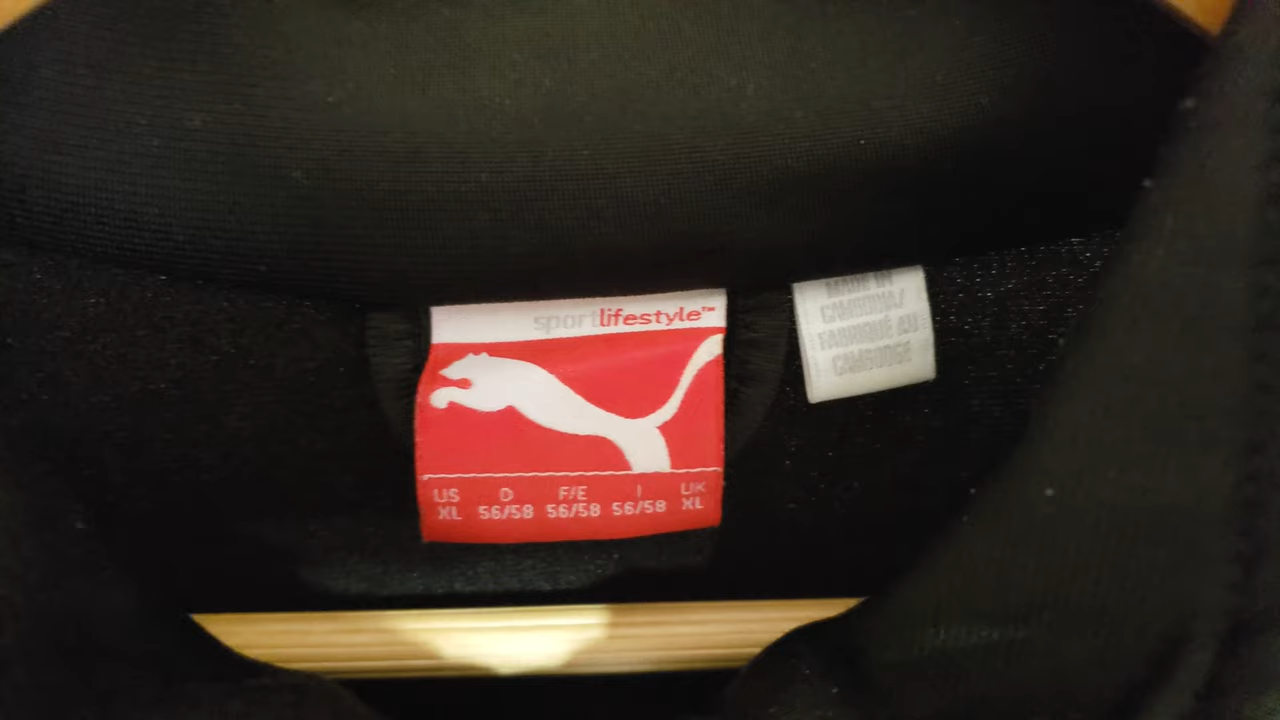 sportlifestyle™
US D F/E I UK
XL 56/58 56/58 56/58 XL
MADE IN
CAMBODIA/
FABRIQUÉ AU
CAMBODGE